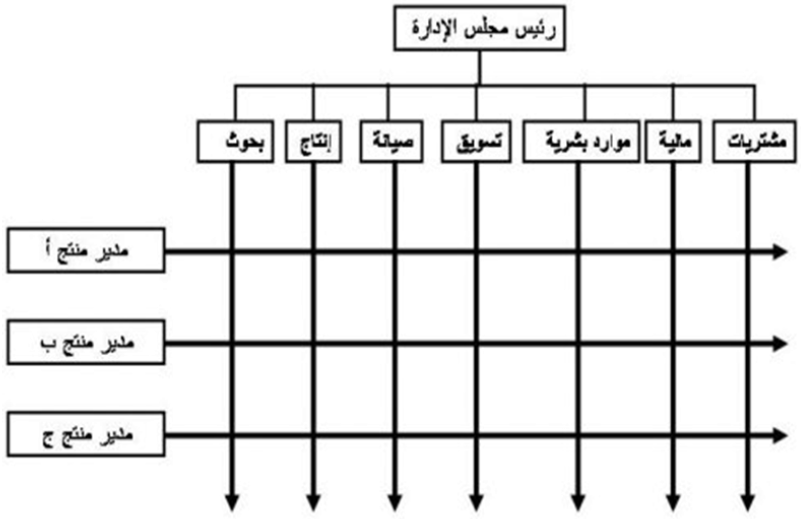 رئيس مجلس الإدارة
مشتريات
مالية
موارد بشرية
تسويق
صيانة
إنتاج
بحوث
مدير منتج أ
مدير منتج ب
مدير منتج ج